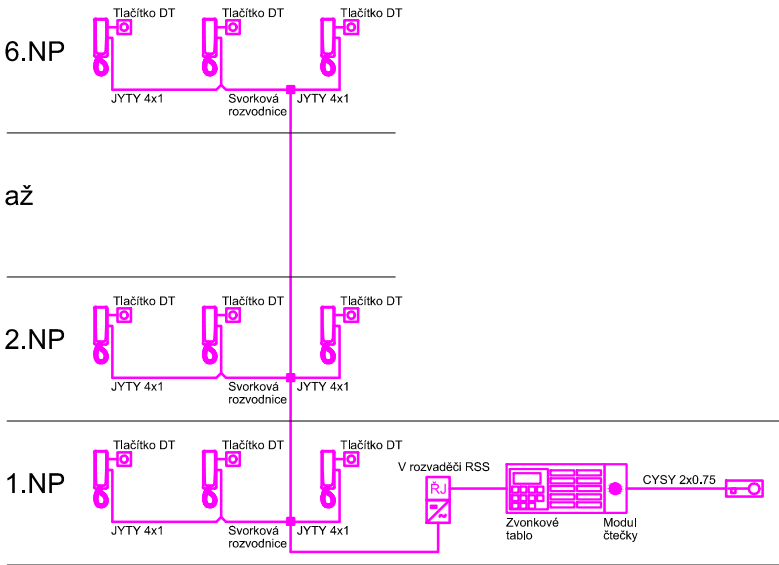 Tlačítko DT Tlačítko DT Tlačítko DT
6.NP
JYTY 4x1 Svorková JYTY 4x1
rozvodnice
až
Tlačítko DT Tlačítko DT Tlačítko DT
2.NP
JYTY 4x1 Svorková JYTY 4x1
rozvodnice
Tlačítko DT Tlačítko DT Tlačítko DT
V rozvaděči RSS
1.NP
ŘJ
CYSY 2x0.75
JYTY 4x1 Svorková JYTY 4x1
rozvodnice
Zvonkové Modul
tablo čtečky